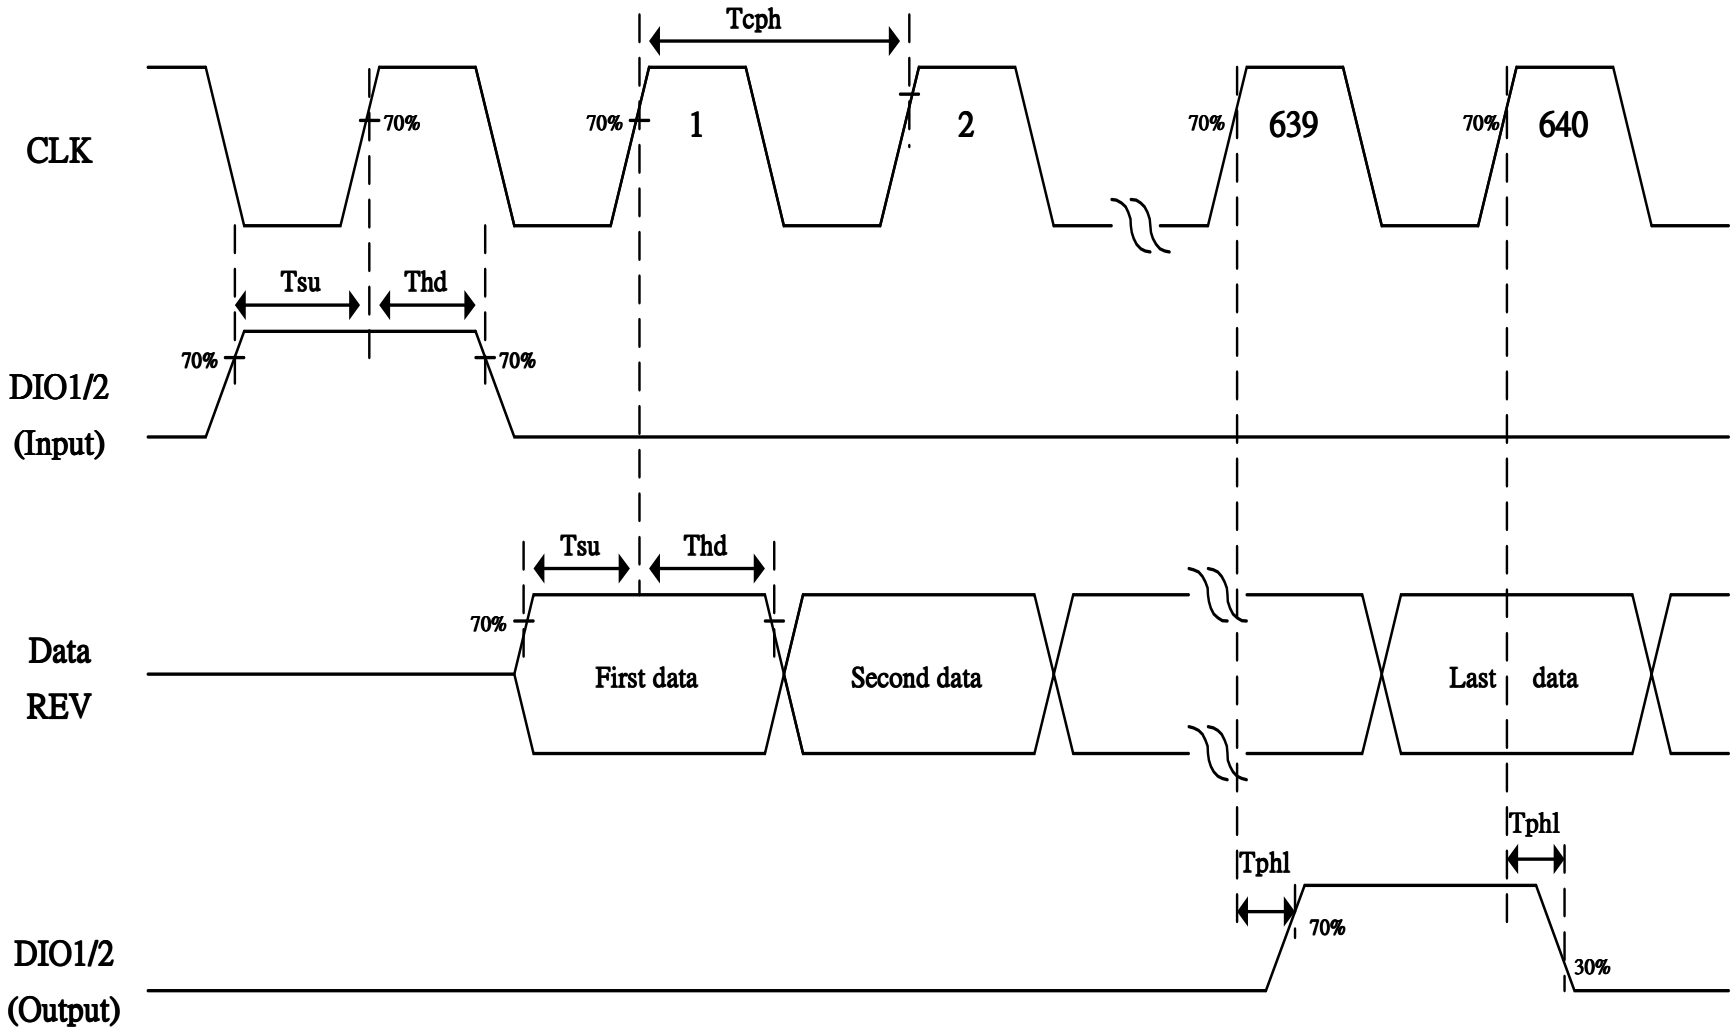 Tcph
CLK
70%
70%
1
2
70%
639
70%
640
Tsu
Thd
70%
70%
DIO1/2
(Input)
Tsu
Thd
70%
Data
REV
First data
Second data
Last data
Tphl
Tphl
70%
DIO1/2
(Output)
30%